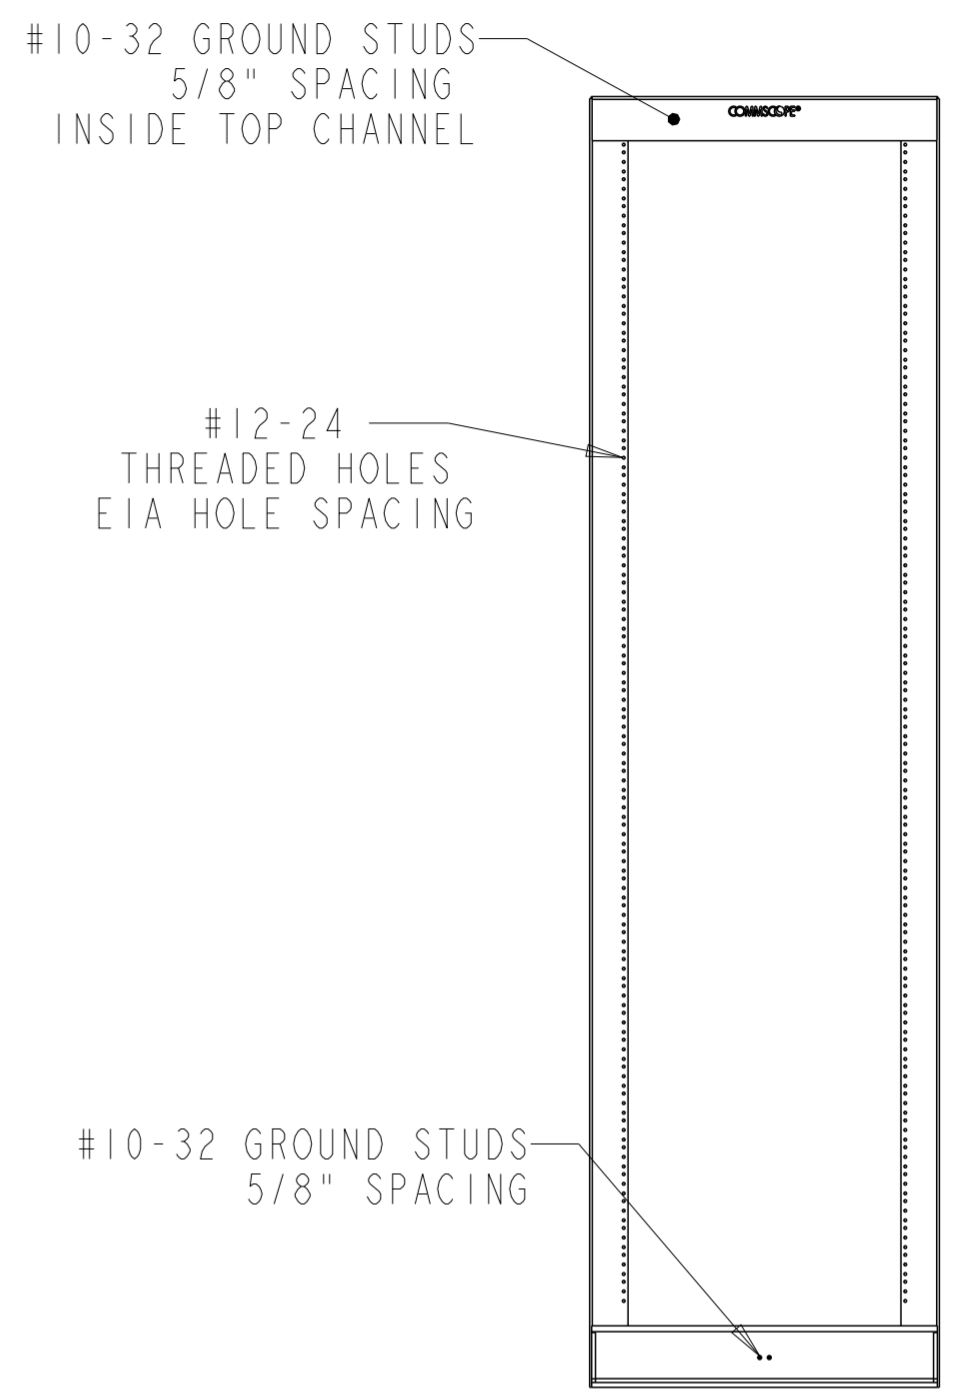 #10-32 GROUND STUDS
5/8" SPACING
INSIDE TOP CHANNEL
COMMSCOPE®
#12-24
THREADED HOLES
EIA HOLE SPACING
#10-32 GROUND STUDS
5/8" SPACING